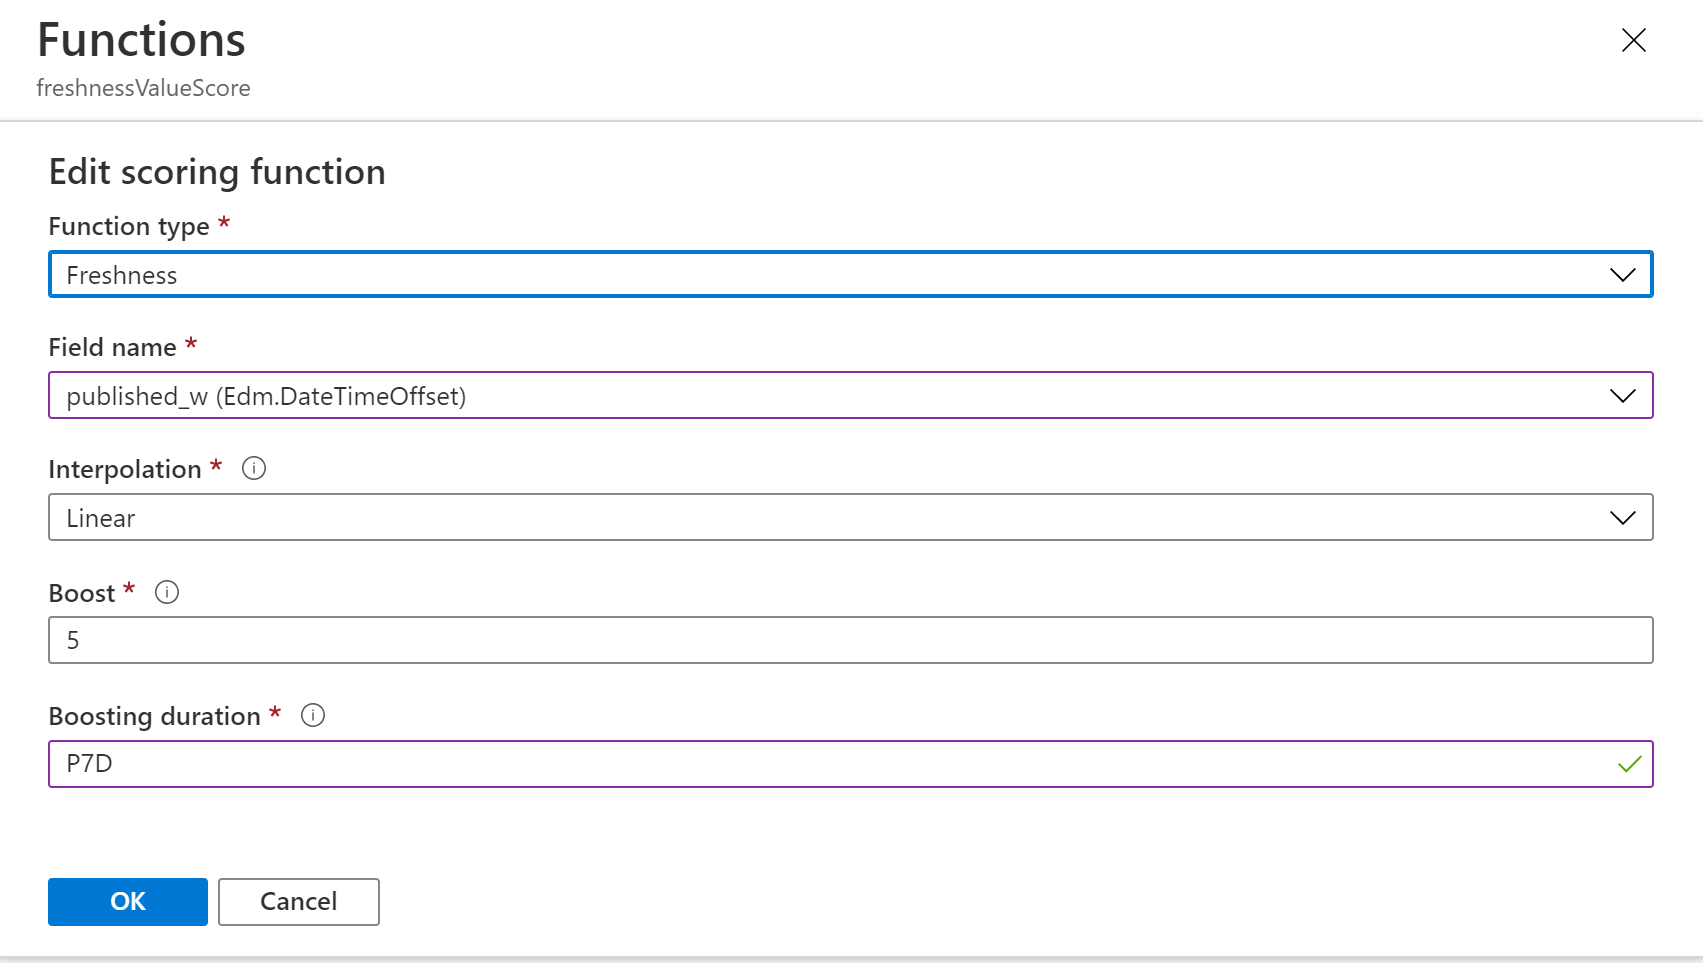 Functions
freshnessValueScore
Edit scoring function
Function type *
Freshness
Field name *
published_w (Edm.DateTimeOffset)
Interpolation *
Linear
Boost *
5
Boosting duration *
P7D
OK Cancel